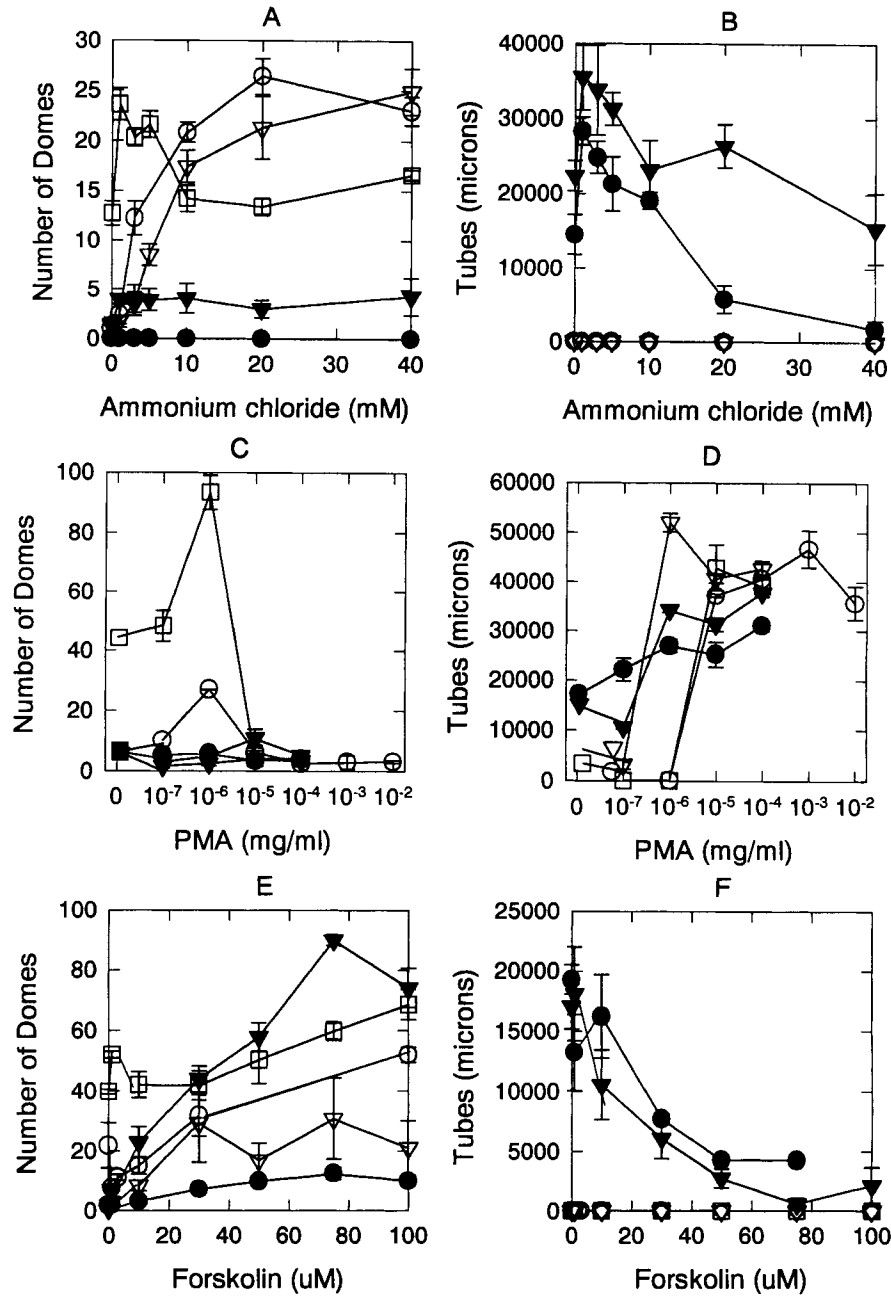 A
30
25
20
15
10
5
0
Number of Domes
0 10 20 30 40
Ammonium chloride (mM)
B
40000
30000
20000
10000
0
Tubes (microns)
0 10 20 30 40
Ammonium chloride (mM)
C
100
80
60
40
20
0
Number of Domes
0 10-7 10-6 10-5 10-4 10-3 10-2
PMA (mg/ml)
D
60000
50000
40000
30000
20000
10000
0
Tubes (microns)
0 10-7 10-6 10-5 10-4 10-3 10-2
PMA (mg/ml)
E
100
80
60
40
20
0
Number of Domes
0 20 40 60 80 100
Forskolin (uM)
F
25000
20000
15000
10000
5000
0
Tubes (microns)
0 20 40 60 80 100
Forskolin (uM)